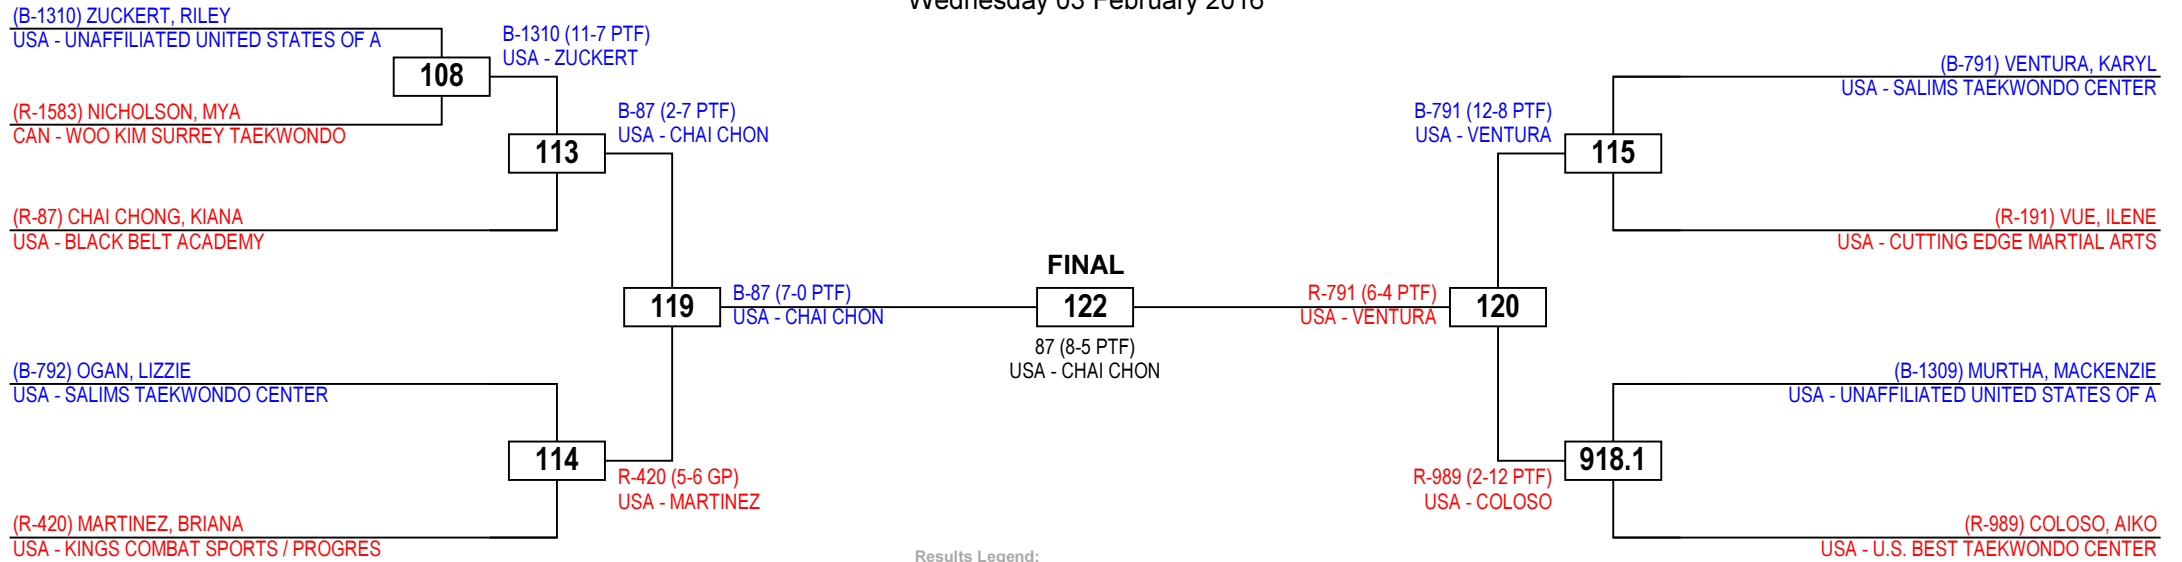 Wednesday 03 February 2016
(B-1310) ZUCKERT, RILEY
USA - UNAFFILIATED UNITED STATES OF A
108
B-1310 (11-7 PTF)
USA - ZUCKERT
(R-1583) NICHOLSON, MYA
CAN - WOO KIM SURREY TAEKWONDO
113
B-87 (2-7 PTF)
USA - CHAI CHON
(R-87) CHAI CHONG, KIANA
USA - BLACK BELT ACADEMY
119
B-87 (7-0 PTF)
USA - CHAI CHON
(B-792) OGAN, LIZZIE
USA - SALIMS TAEKWONDO CENTER
114
R-420 (5-6 GP)
USA - MARTINEZ
(R-420) MARTINEZ, BRIANA
USA - KINGS COMBAT SPORTS / PROGRES
FINAL
122
87 (8-5 PTF)
USA - CHAI CHON
(B-791) VENTURA, KARYL
USA - SALIMS TAEKWONDO CENTER
B-791 (12-8 PTF)
USA - VENTURA
115
(R-191) VUE, ILENE
USA - CUTTING EDGE MARTIAL ARTS
R-791 (6-4 PTF)
USA - VENTURA
120
(B-1309) MURTHA, MACKENZIE
USA - UNAFFILIATED UNITED STATES OF A
918.1
R-989 (2-12 PTF)
USA - COLOSO
(R-989) COLOSO, AIKO
USA - U.S. BEST TAEKWONDO CENTER
Results Legend: